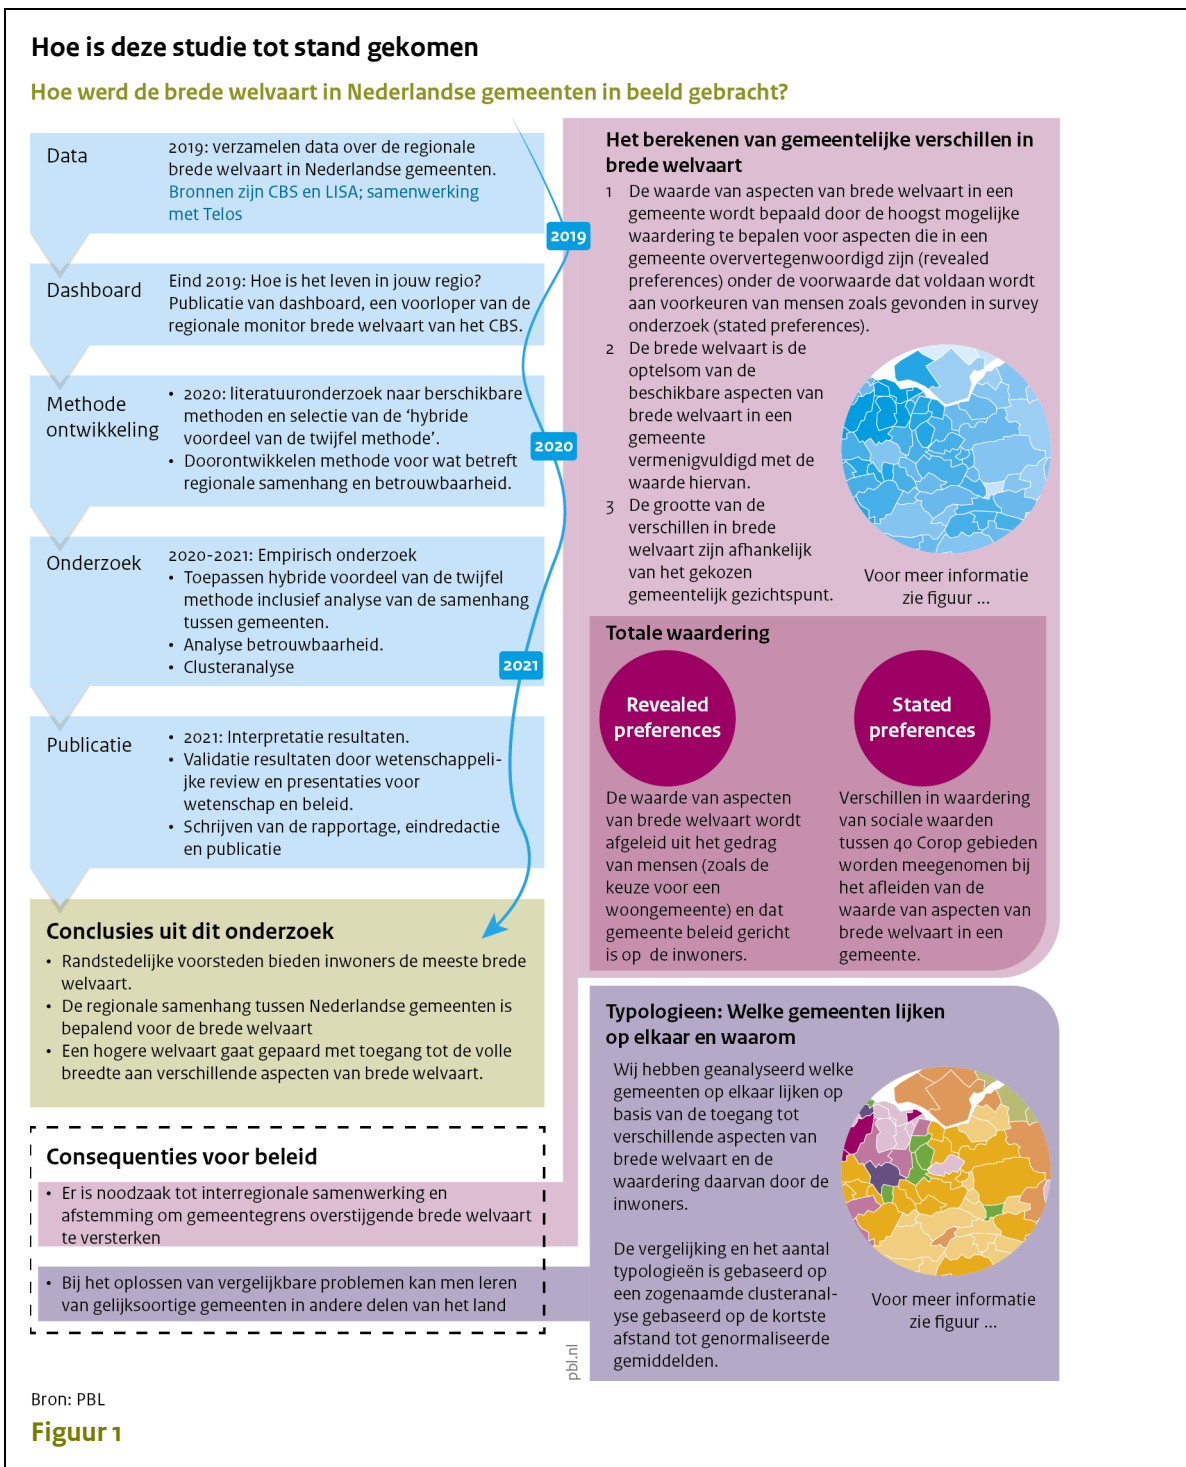 Hoe is deze studie tot stand gekomen
Hoe werd de brede welvaart in Nederlandse gemeenten in beeld gebracht?
Data
2019: verzamelen data over de regionale
brede welvaart in Nederlandse gemeenten.
Bronnen zijn CBS en LISA; samenwerking
met Telos
2019
Dashboard
Eind 2019: Hoe is het leven in jouw regio?
Publicatie van dashboard, een voorloper van de
regionale monitor brede welvaart van het CBS.
Methode
ontwikkeling
• 2020: literatuuronderzoek naar berschikbare
methoden en selectie van de ‘hybride
voordeel van de twijfel methode’.
• Doorontwikkelen methode voor wat betreft
regionale samenhang en betrouwbaarheid.
2020
Onderzoek
2020-2021: Empirisch onderzoek
• Toepassen hybride voordeel van de twijfel
methode inclusief analyse van de samenhang
tussen gemeenten.
• Analyse betrouwbaarheid.
• Clusteranalyse
2021
Publicatie
• 2021: Interpretatie resultaten.
• Validatie resultaten door wetenschappeli-
jke review en presentaties voor
wetenschap en beleid.
• Schrijven van de rapportage, eindredactie
en publicatie
Conclusies uit dit onderzoek
• Randstedelijke voorsteden bieden inwoners de meeste brede
welvaart.
• De regionale samenhang tussen Nederlandse gemeenten is
bepalend voor de brede welvaart
• Een hogere welvaart gaat gepaard met toegang tot de volle
breedte aan verschillende aspecten van brede welvaart.
Consequenties voor beleid
• Er is noodzaak tot interregionale samenwerking en
afstemming om gemeentegrens overstijgende brede welvaart
te versterken
• Bij het oplossen van vergelijkbare problemen kan men leren
van gelijksoortige gemeenten in andere delen van het land
Het berekenen van gemeentelijke verschillen in
brede welvaart
1 De waarde van aspecten van brede welvaart in een
gemeente wordt bepaald door de hoogst mogelijke
waardering te bepalen voor aspecten die in een
gemeente oververtegenwoordigd zijn (revealed
preferences) onder de voorwaarde dat voldaan wordt
aan voorkeuren van mensen zoals gevonden in survey
onderzoek (stated preferences).
2 De brede welvaart is de
optelsom van de
beschikbare aspecten van
brede welvaart in een
gemeente
vermenigvuldigd met de
waarde hiervan.
3 De grootte van de
verschillen in brede
welvaart zijn afhankelijk
van het gekozen
gemeentelijk gezichtspunt.
Voor meer informatie
zie figuur ...
Totale waardering
Revealed
preferences
De waarde van aspecten
van brede welvaart wordt
afgeleid uit het gedrag
van mensen (zoals de
keuze voor een
woongemeente) en dat
gemeente beleid gericht
is op de inwoners.
Stated
preferences
Verschillen in waardering
van sociale waarden
tussen 40 Corop gebieden
worden meegenomen bij
het afleiden van de
waarde van aspecten van
brede welvaart in een
gemeente.
Typologieen: Welke gemeenten lijken
op elkaar en waarom
Wij hebben geanalyseerd welke
gemeenten op elkaar lijken op
basis van de toegang tot
verschillende aspecten van
brede welvaart en de
waardering daarvan door de
inwoners.
De vergelijking en het aantal
typologieën is gebaseerd op
een zogenaamde clusteranal-
yse gebaseerd op de kortste
afstand tot genormaliseerde
gemiddelden.
Voor meer informatie
zie figuur ...
pbl.nl
Bron: PBL
Figuur 1